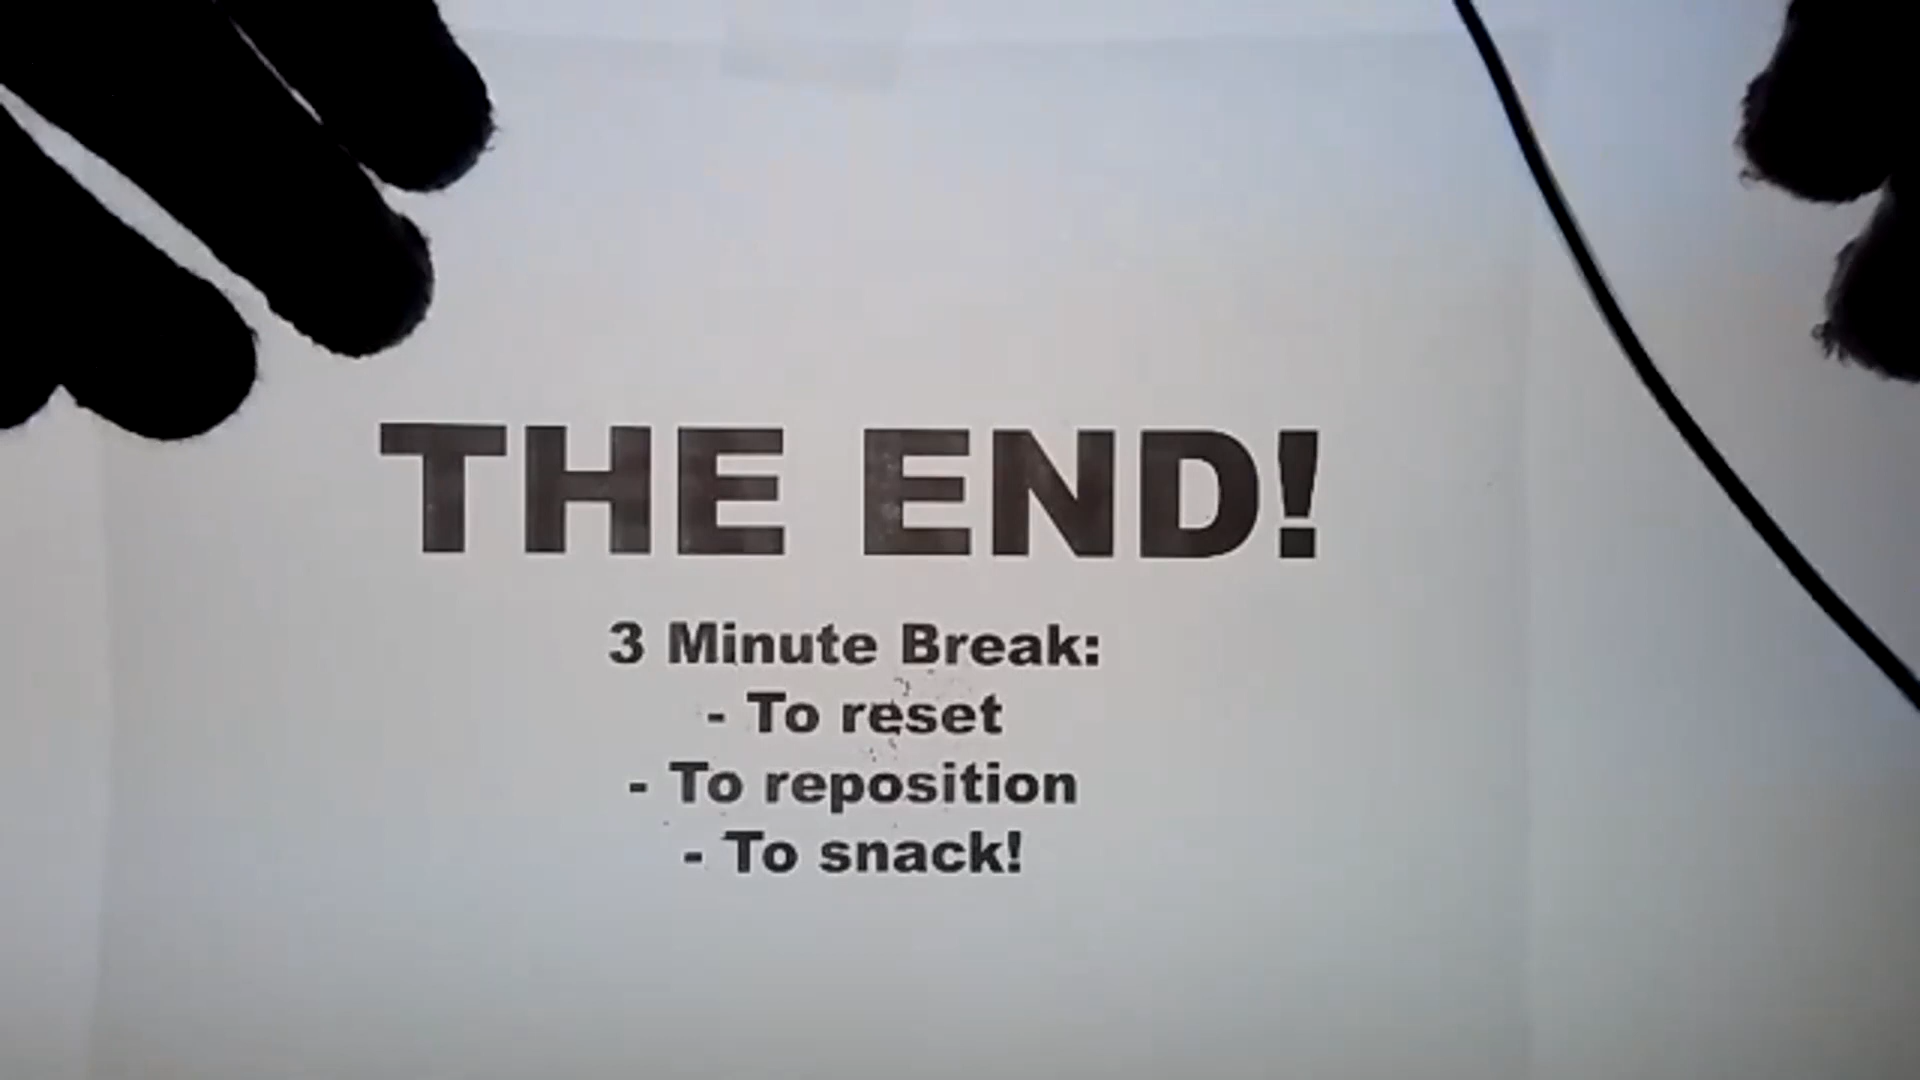 THE END!
3 Minute Break:
- To reset
- To reposition
- To snack!